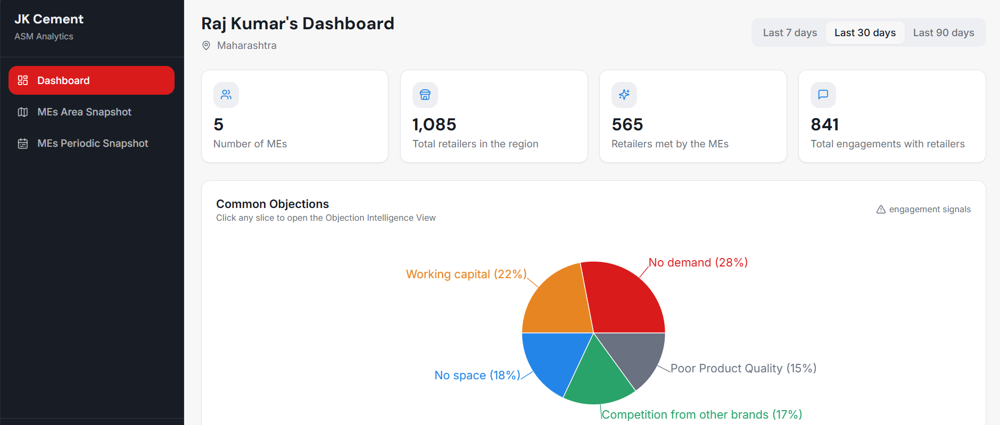 JK Cement
ASM Analytics
Dashboard
MEs Area Snapshot
MEs Periodic Snapshot
Raj Kumar's Dashboard
Maharashtra
Last 7 days
Last 30 days
Last 90 days
5
Number of MEs
1,085
Total retailers in the region
565
Retailers met by the MEs
841
Total engagements with retailers
Common Objections
Click any slice to open the Objection Intelligence View
engagement signals
No demand (28%)
Working capital (22%)
Poor Product Quality (15%)
No space (18%)
Competition from other brands (17%)